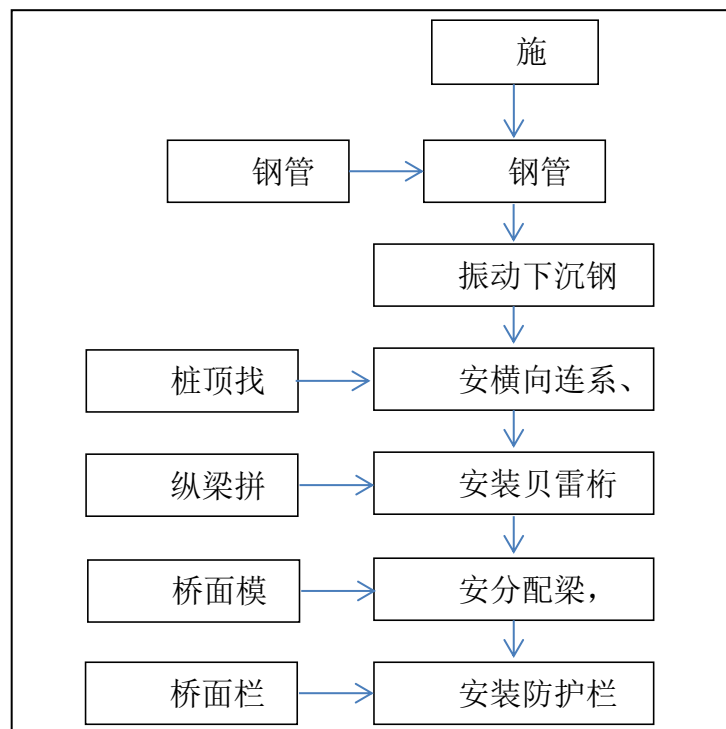 施
钢管
钢管
振动下沉钢
桩顶找
安横向连系、
纵梁拼
安装贝雷桁
桥面模
安分配梁，
桥面栏
安装防护栏